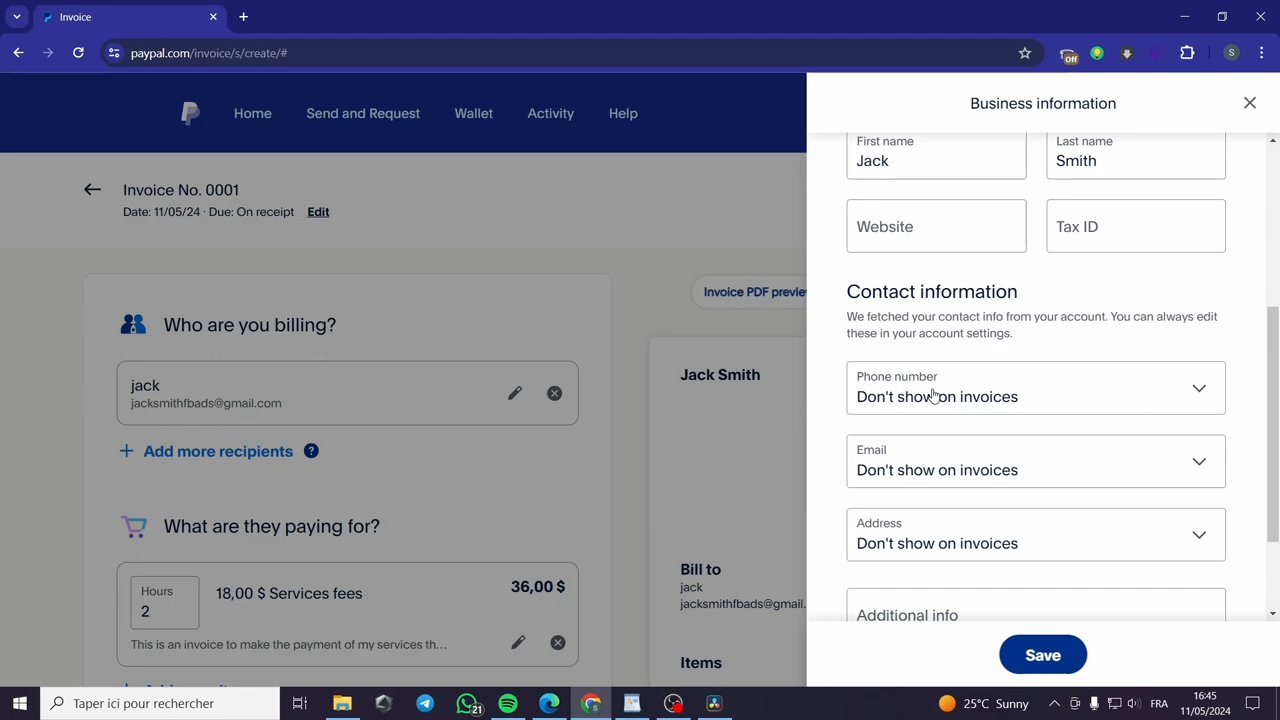 Invoice
paypal.com/invoice/s/create/#
Off
S
Home
Send and Request
Wallet
Activity
Help
Invoice No. 0001
Date: 11/05/24 · Due: On receipt Edit
Who are you billing?
jack
jacksmithfbads@gmail.com
Add more recipients ?
What are they paying for?
Hours
2
18,00 $ Services fees
36,00 $
This is an invoice to make the payment of my services th...
Invoice PDF preview
Jack Smith
Bill to
jack
jacksmithfbads@gmail.
Items
Business information
First name
Jack
Last name
Smith
Website
Tax ID
Contact information
We fetched your contact info from your account. You can always edit
these in your account settings.
Phone number
Don't show on invoices
Email
Don't show on invoices
Address
Don't show on invoices
Additional info
Save
Taper ici pour rechercher
21
25°C Sunny
FRA
16:45
11/05/2024